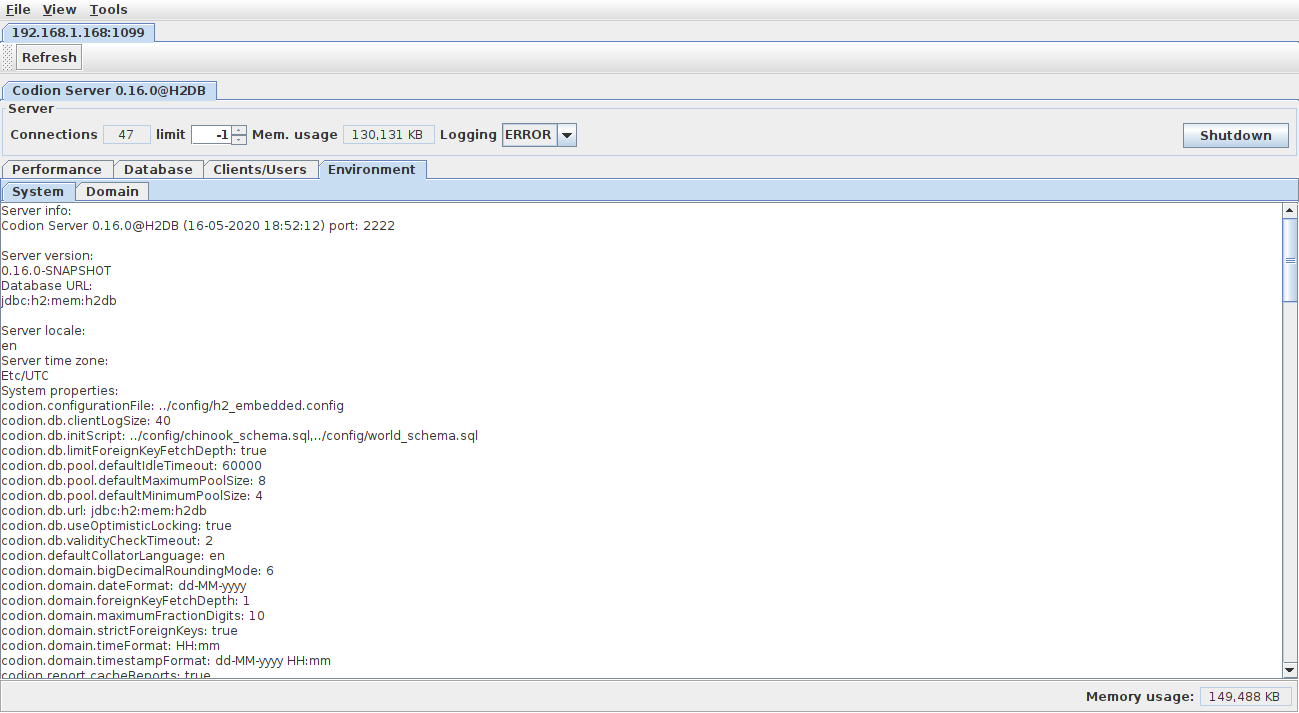 File View Tools
192.168.1.168:1099
Refresh
Codion Server 0.16.0@H2DB
Server
Connections 47 limit -1 Mem. usage 130,131 KB Logging ERROR Shutdown
Performance Database Clients/Users Environment
System Domain
Server info:
Codion Server 0.16.0@H2DB (16-05-2020 18:52:12) port: 2222
Server version:
0.16.0-SNAPSHOT
Database URL:
jdbc:h2:mem:h2db
Server locale:
en
Server time zone:
Etc/UTC
System properties:
codion.configurationFile: ../config/h2_embedded.config
codion.db.clientLogSize: 40
codion.db.initScript: ../config/chinook_schema.sql,../config/world_schema.sql
codion.db.limitForeignKeyFetchDepth: true
codion.db.pool.defaultIdleTimeout: 60000
codion.db.pool.defaultMaximumPoolSize: 8
codion.db.pool.defaultMinimumPoolSize: 4
codion.db.url: jdbc:h2:mem:h2db
codion.db.useOptimisticLocking: true
codion.db.validityCheckTimeout: 2
codion.defaultCollatorLanguage: en
codion.domain.bigDecimalRoundingMode: 6
codion.domain.dateFormat: dd-MM-yyyy
codion.domain.foreignKeyFetchDepth: 1
codion.domain.maximumFractionDigits: 10
codion.domain.strictForeignKeys: true
codion.domain.timeFormat: HH:mm
codion.domain.timestampFormat: dd-MM-yyyy HH:mm
codion.report.cacheReports: true
Memory usage: 149,488 KB